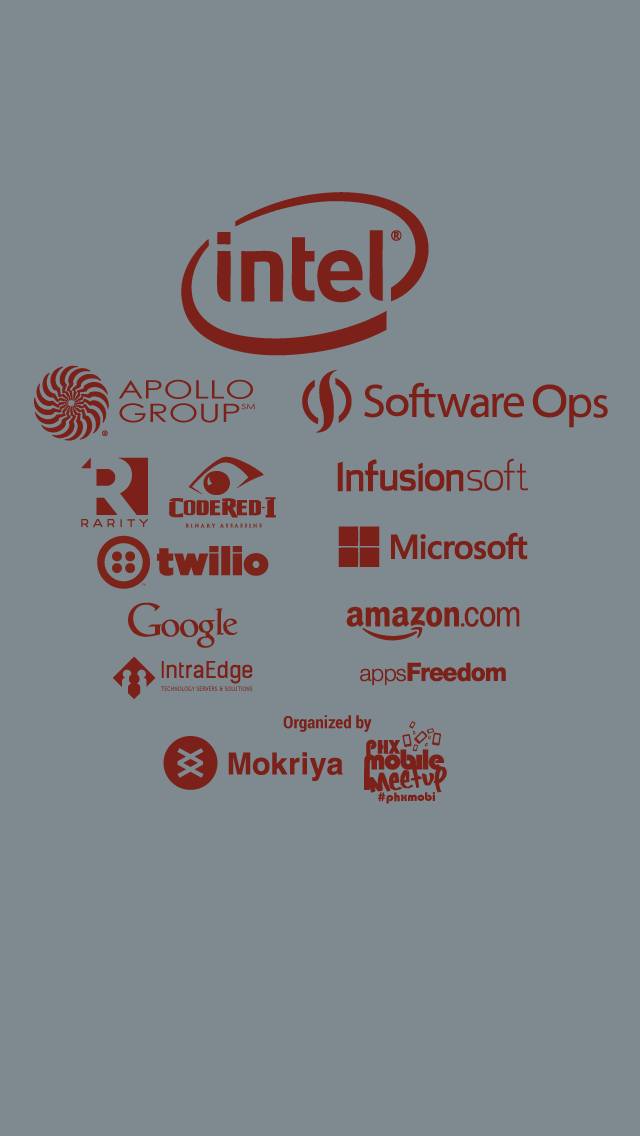 intel®
APOLLO
GROUP℠
®
Software Ops
R
RARITY
CODERED-I
BINARY ASSASSINS
Infusionsoft
twilio
Microsoft
Google
amazon.com
IntraEdge
TECHNOLOGY SERVERS & SOLUTIONS
appsFreedom
Organized by
Mokriya
PHX
mobile
MEETUP
#phxmobi